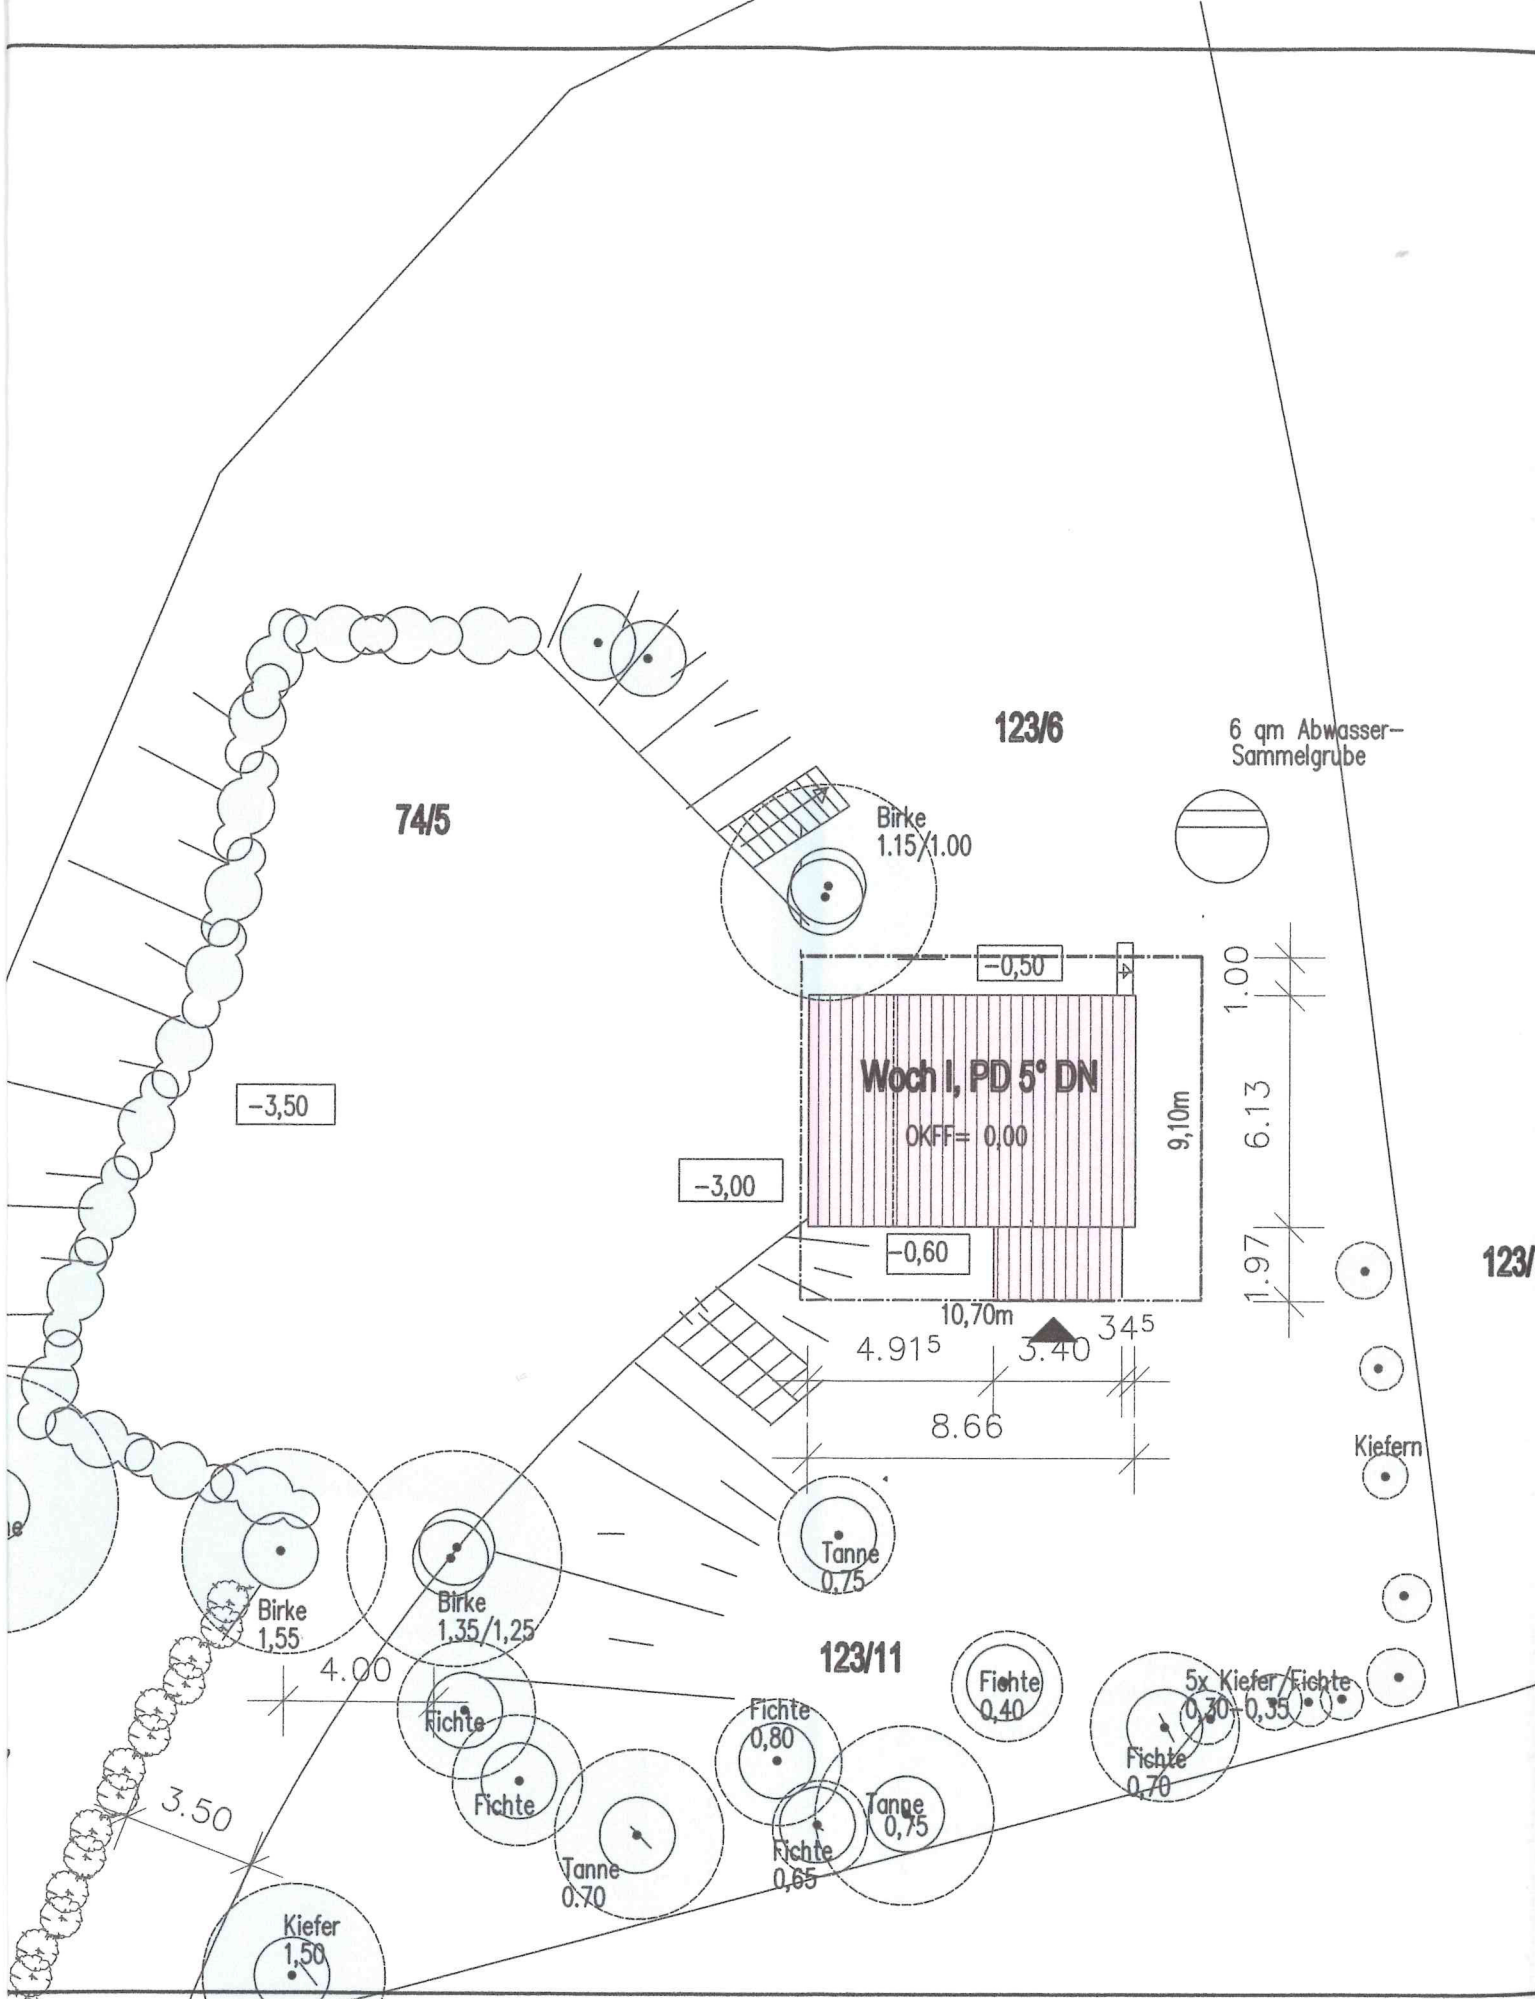 123/6
6 qm Abwasser-
Sammelgrube
74/5
Birke
1.15/1.00
-0,50
1.00
Woch I, PD 5° DN
OKFF= 0,00
-3,50
9,10m
6.13
-3,00
-0,60
1.97
123/
10,70m
4.91⁵
3.40
34⁵
8.66
Kiefern
Tanne
0,75
Birke
1,55
Birke
1,35/1,25
4.00
123/11
Fichte
0,40
5x Kiefer/Fichte
0,30-0,35
Fichte
Fichte
0,80
Fichte
0,70
Fichte
Tanne
0,75
3.50
Fichte
0,65
Tanne
0.70
Kiefer
1,50